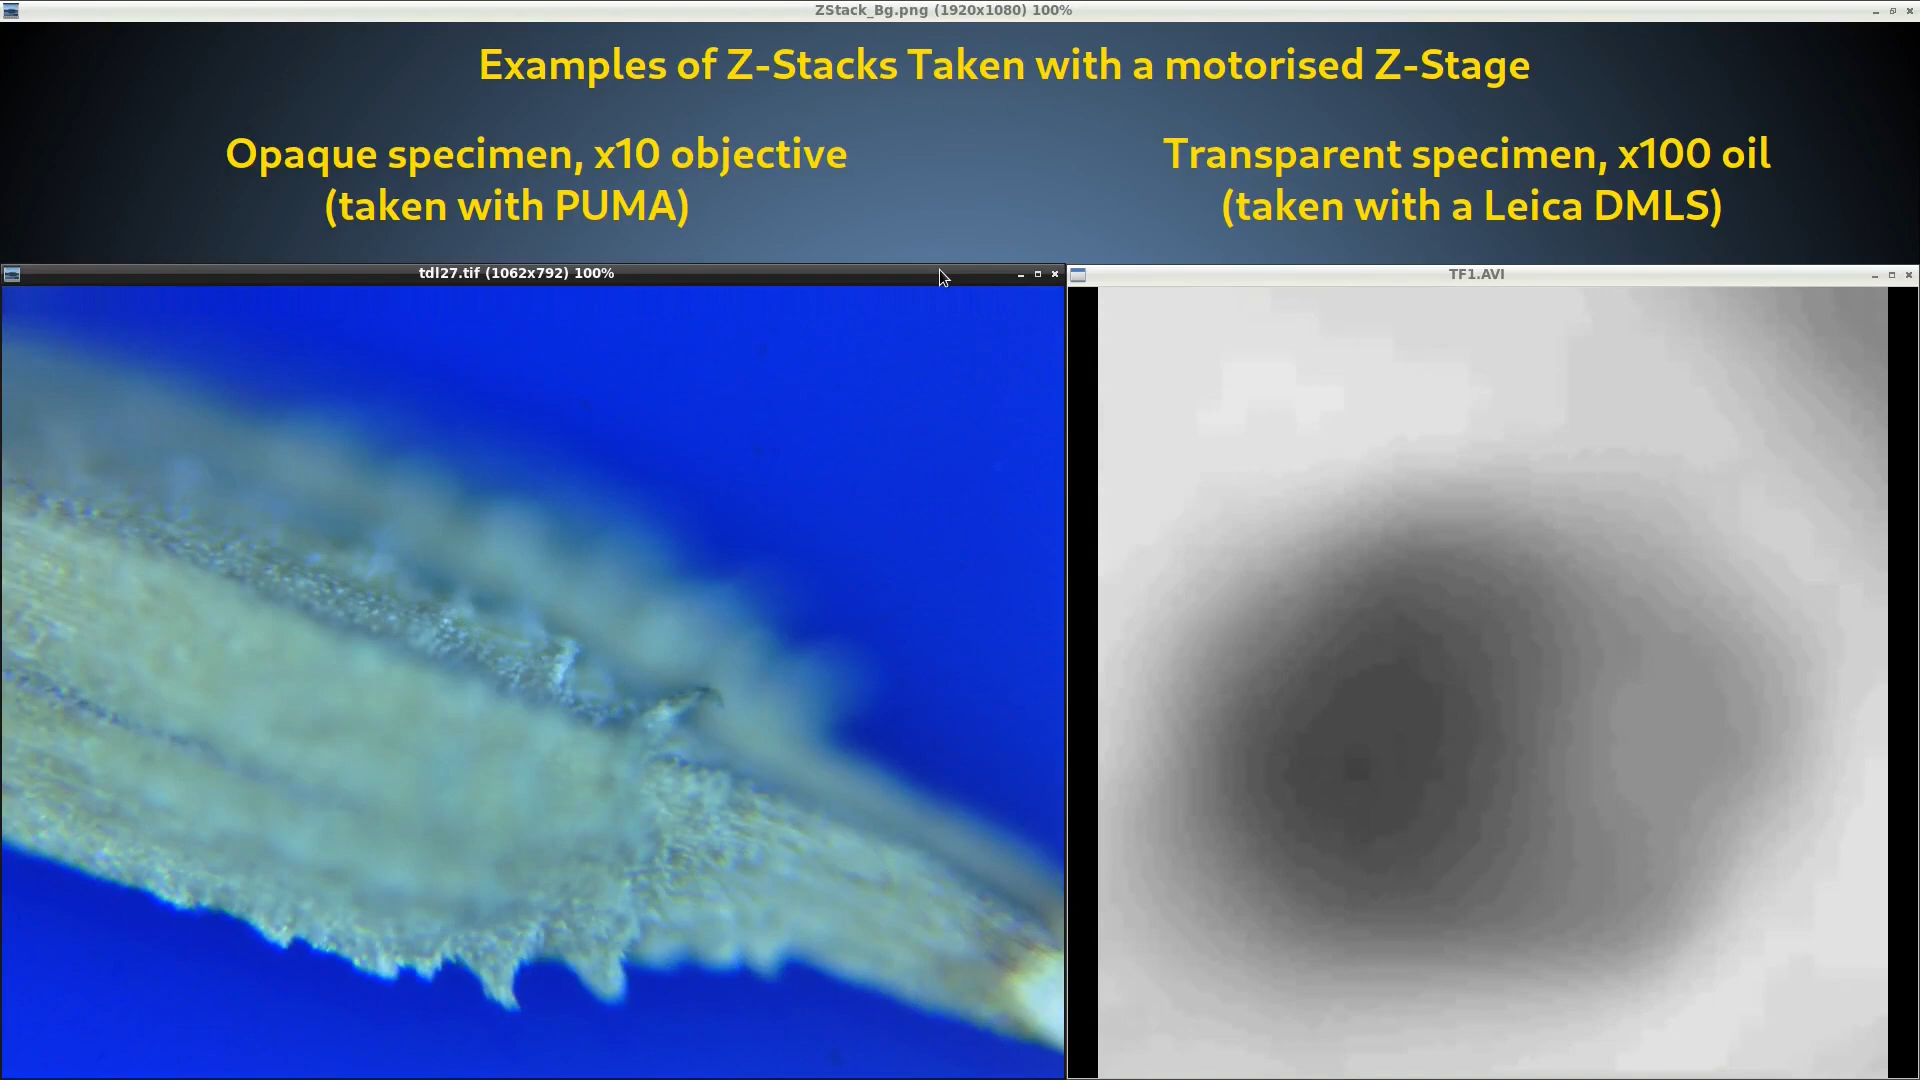 ZStack_Bg.png (1920x1080) 100%
Examples of Z-Stacks Taken with a motorised Z-Stage
Opaque specimen, x10 objective
(taken with PUMA)
Transparent specimen, x100 oil
(taken with a Leica DMLS)
tdl27.tif (1062x792) 100%
TF1.AVI